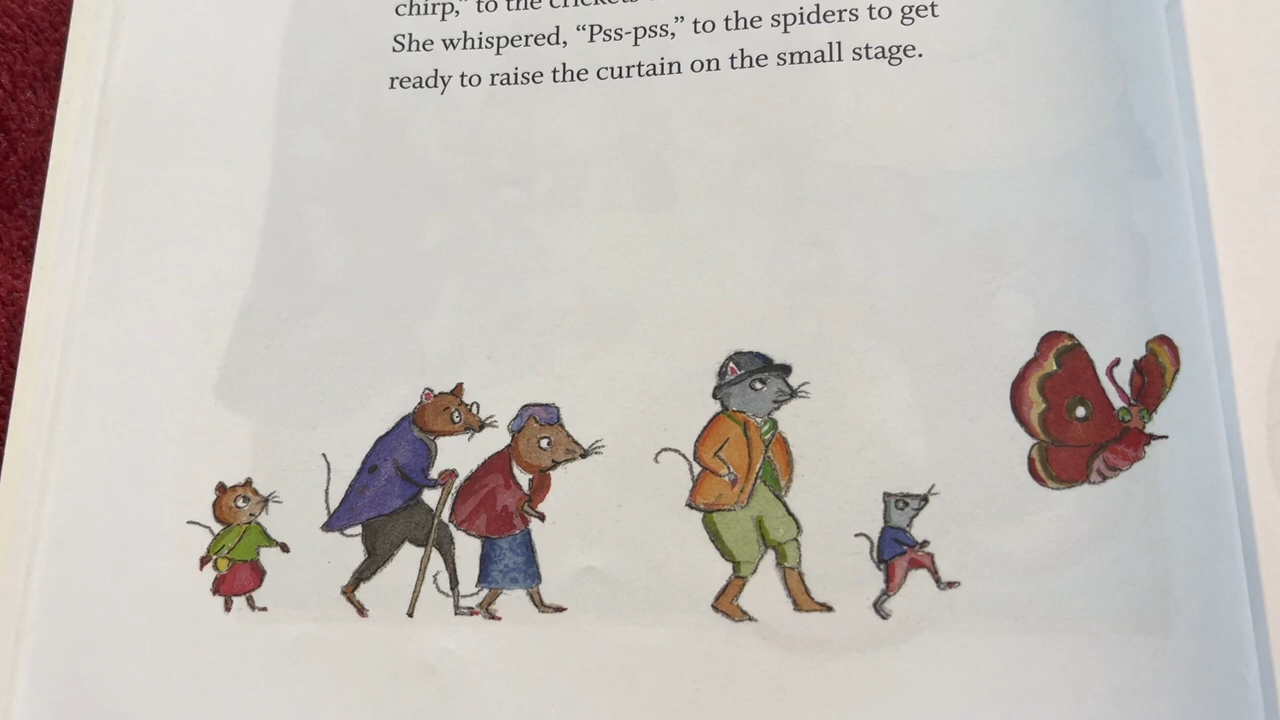 chirp,” to the crickets
She whispered, “Pss-pss,” to the spiders to get
ready to raise the curtain on the small stage.